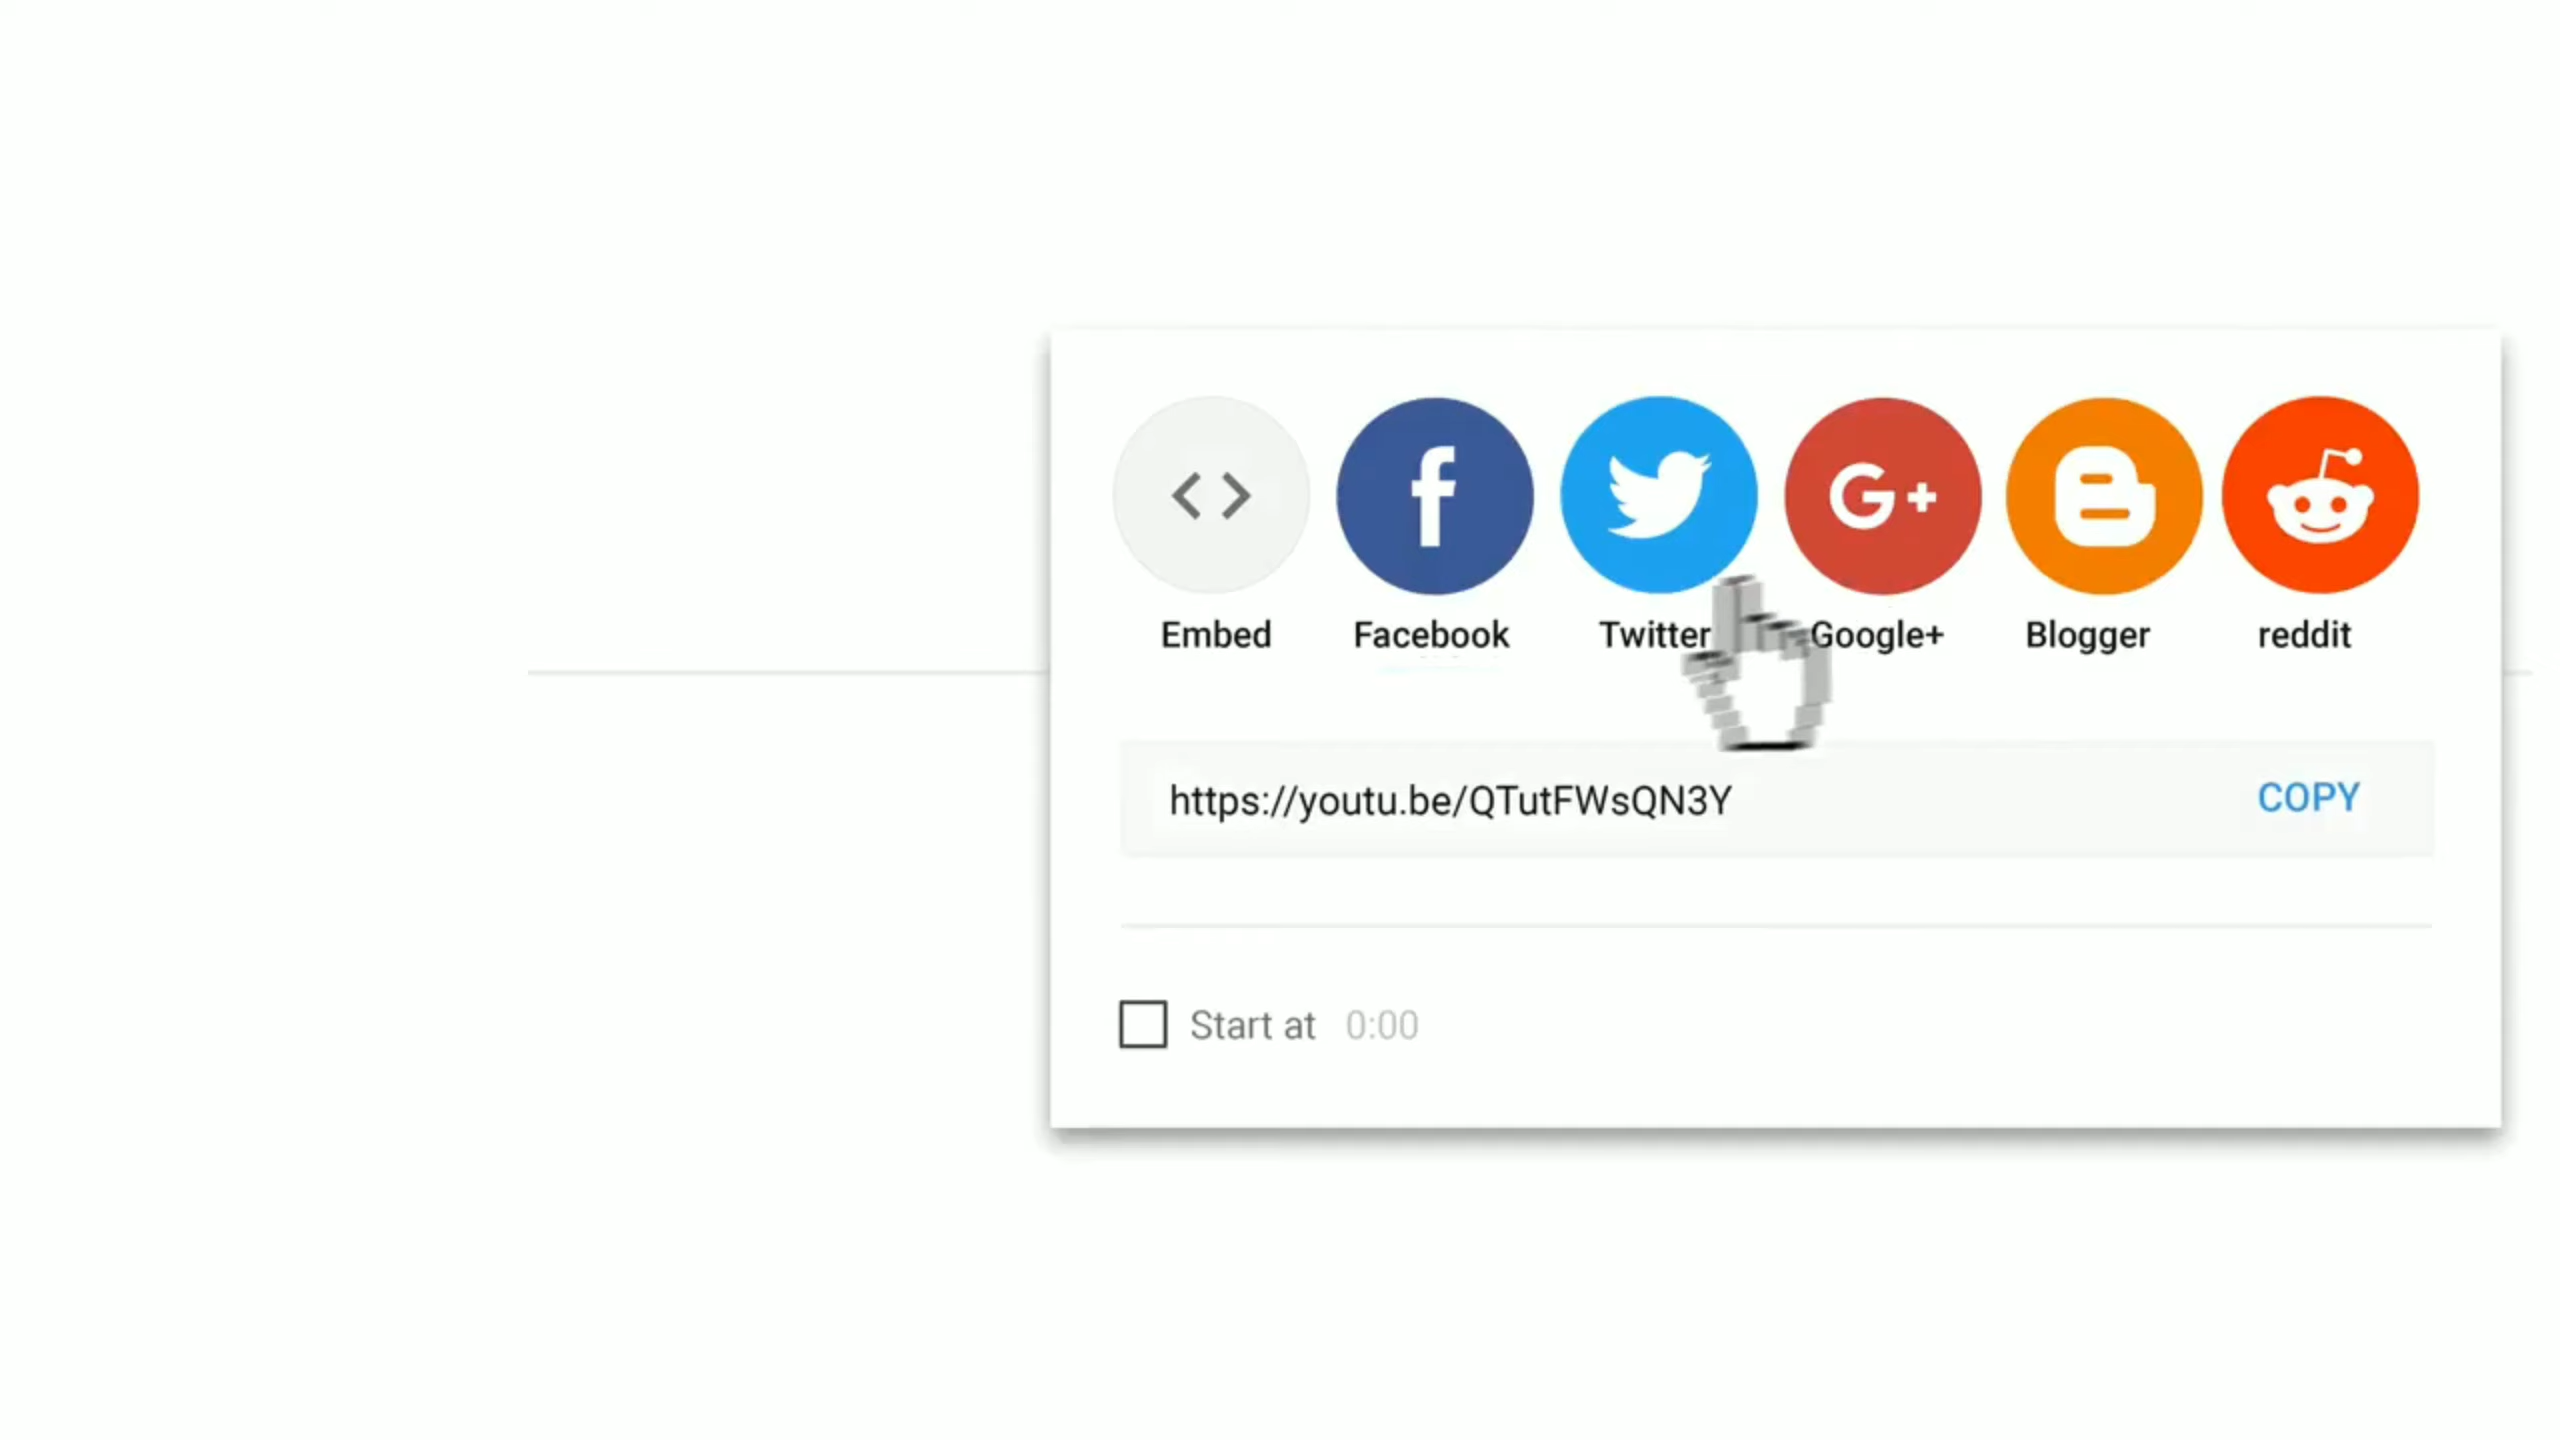 Embed Facebook Twitter Google+ Blogger reddit
https://youtu.be/QTutFWsQN3Y COPY
Start at 0:00